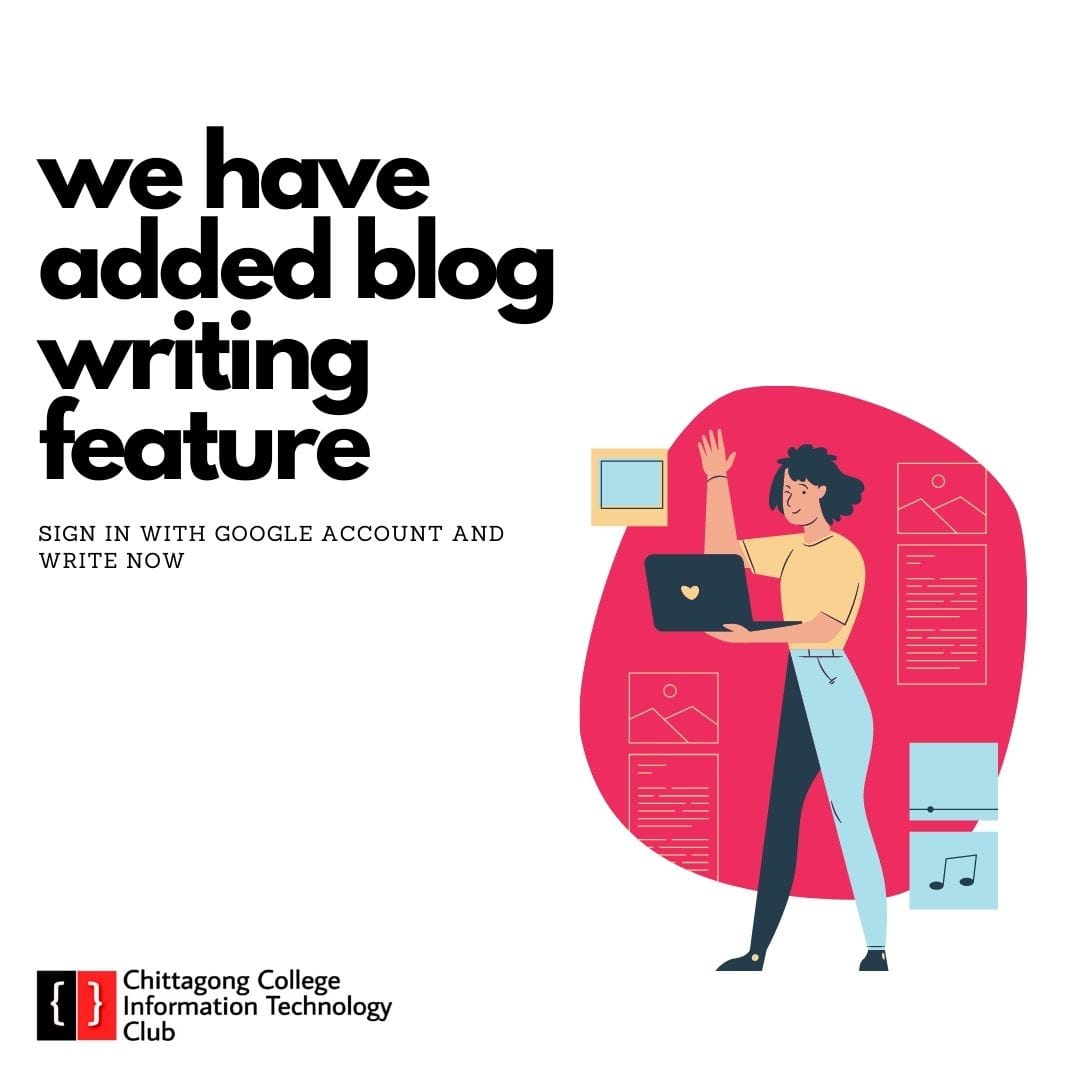 we have
added blog
writing
feature
SIGN IN WITH GOOGLE ACCOUNT AND
WRITE NOW
{ } Chittagong College
Information Technology
Club